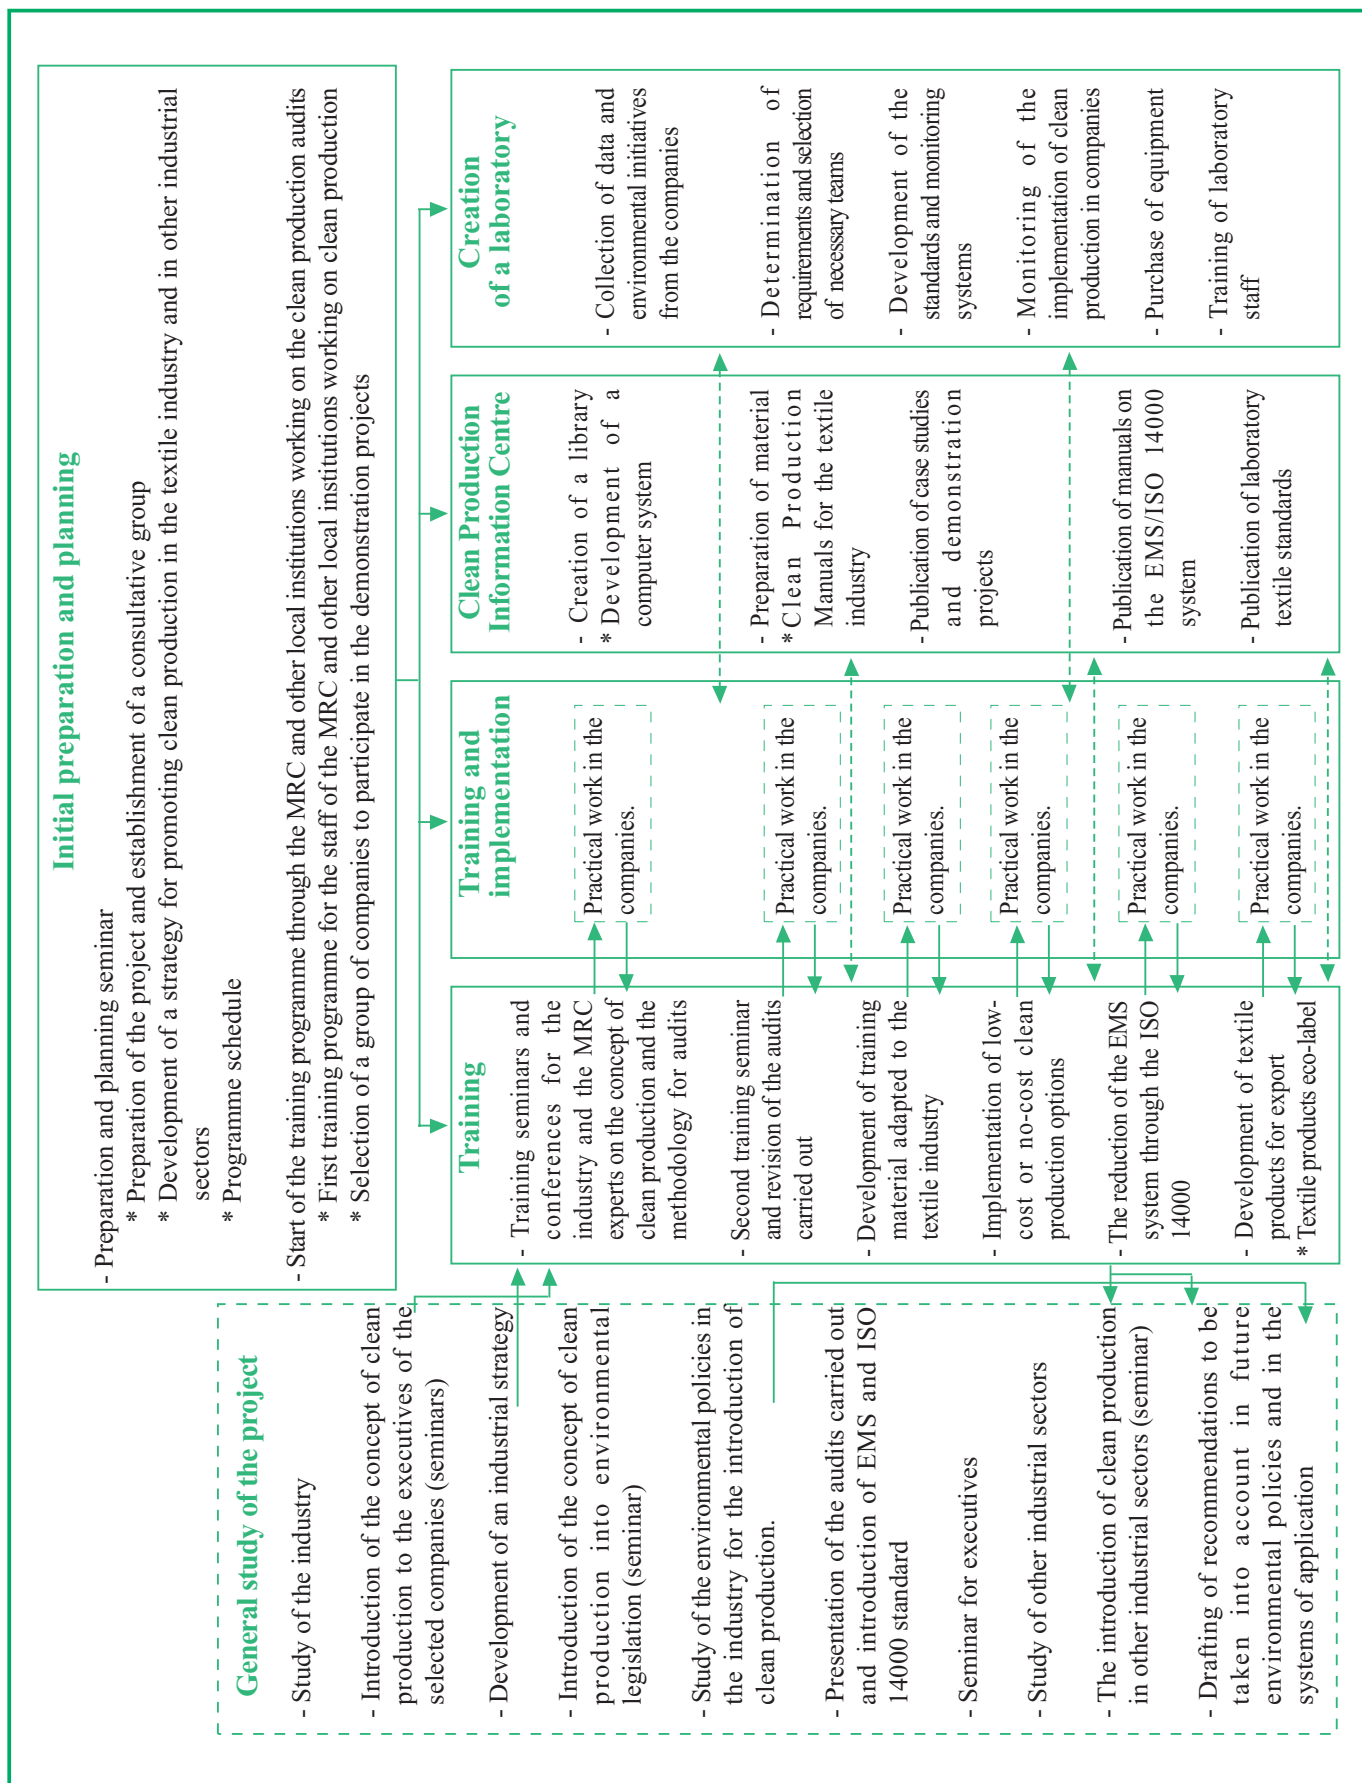 Initial preparation and planning
- Preparation and planning seminar
* Preparation of the project and establishment of a consultative group
* Development of a strategy for promoting clean production in the textile industry and in other industrial
sectors
* Programme schedule
- Start of the training programme through the MRC and other local institutions working on the clean production audits
* First training programme for the staff of the MRC and other local institutions working on clean production
* Selection of a group of companies to participate in the demonstration projects
General study of the project
- Study of the industry
- Introduction of the concept of clean
production to the executives of the
selected companies (seminars)
- Development of an industrial strategy
- Introduction of the concept of clean
production into environmental
legislation (seminar)
- Study of the environmental policies in
the industry for the introduction of
clean production.
- Presentation of the audits carried out
and introduction of EMS and ISO
14000 standard
- Seminar for executives
- Study of other industrial sectors
- The introduction of clean production
in other industrial sectors (seminar)
- Drafting of recommendations to be
taken into account in future
environmental policies and in the
systems of application
Training
- Training seminars and
conferences for the
industry and the MRC
experts on the concept of
clean production and the
methodology for audits
- Second training seminar
and revision of the audits
carried out
- Development of training
material adapted to the
textile industry
- Implementation of low-
cost or no-cost clean
production options
- The reduction of the EMS
system through the ISO
14000
- Development of textile
products for export
* Textile products eco-label
Training and
implementation
Practical work in the
companies.
Practical work in the
companies.
Practical work in the
companies.
Practical work in the
companies.
Practical work in the
companies.
Practical work in the
companies.
Clean Production
Information Centre
- Creation of a library
* Development of a
computer system
- Preparation of material
* Clean Production
Manuals for the textile
industry
- Publication of case studies
and demonstration
projects
- Publication of manuals on
the EMS/ISO 14000
system
- Publication of laboratory
textile standards
Creation
of a laboratory
- Collection of data and
environmental initiatives
from the companies
- Determination of
requirements and selection
of necessary teams
- Development of the
standards and monitoring
systems
- Monitoring of the
implementation of clean
production in companies
- Purchase of equipment
- Training of laboratory
staff